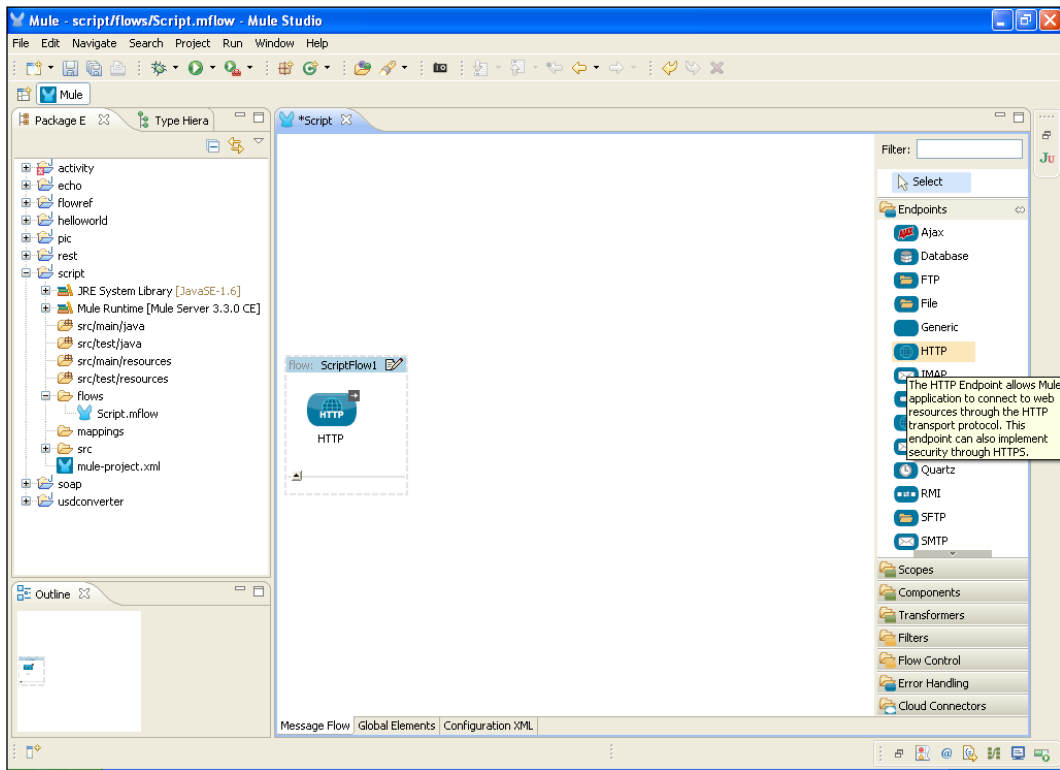 Mule - script/flows/Script.mflow - Mule Studio
File Edit Navigate Search Project Run Window Help
Mule
Package E
Type Hiera
*Script
activity
echo
flowref
helloworld
pic
rest
script
JRE System Library [JavaSE-1.6]
Mule Runtime [Mule Server 3.3.0 CE]
src/main/java
src/test/java
src/main/resources
src/test/resources
flows
Script.mflow
mappings
src
mule-project.xml
soap
usdconverter
Outline
flow: ScriptFlow1
HTTP
HTTP
Message Flow Global Elements Configuration XML
Filter:
Select
Endpoints
Ajax
Database
FTP
File
Generic
HTTP
IMAP
The HTTP Endpoint allows Mule
application to connect to web
resources through the HTTP
transport protocol. This
endpoint can also implement
security through HTTPS.
Quartz
RMI
SFTP
SMTP
Scopes
Components
Transformers
Filters
Flow Control
Error Handling
Cloud Connectors
Ju